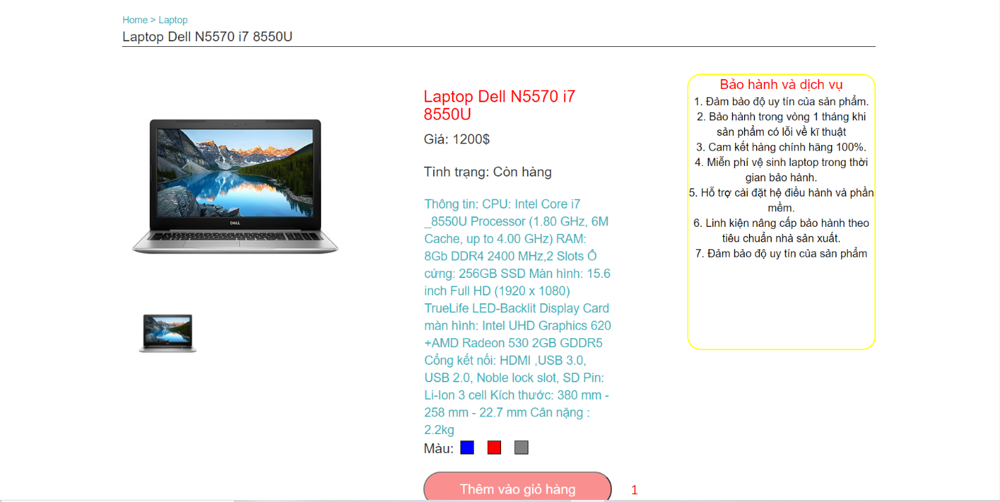 Home > Laptop
Laptop Dell N5570 i7 8550U
DELL
Laptop Dell N5570 i7
8550U
Giá: 1200$
Tình trạng: Còn hàng
Thông tin: CPU: Intel Core i7
_8550U Processor (1.80 GHz, 6M
Cache, up to 4.00 GHz) RAM:
8Gb DDR4 2400 MHz,2 Slots Ổ
cứng: 256GB SSD Màn hình: 15.6
inch Full HD (1920 x 1080)
TrueLife LED-Backlit Display Card
màn hình: Intel UHD Graphics 620
+AMD Radeon 530 2GB GDDR5
Cổng kết nối: HDMI ,USB 3.0,
USB 2.0, Noble lock slot, SD Pin:
Li-Ion 3 cell Kích thước: 380 mm -
258 mm - 22.7 mm Cân nặng :
2.2kg
Màu:
Thêm vào giỏ hàng
1
Bảo hành và dịch vụ
1. Đảm bảo độ uy tín của sản phẩm.
2. Bảo hành trong vòng 1 tháng khi
sản phẩm có lỗi về kĩ thuật
3. Cam kết hàng chính hãng 100%.
4. Miễn phí vệ sinh laptop trong thời
gian bảo hành.
5. Hỗ trợ cài đặt hệ điều hành và phần
mềm.
6. Linh kiện nâng cấp bảo hành theo
tiêu chuẩn nhà sản xuất.
7. Đảm bảo độ uy tín của sản phẩm